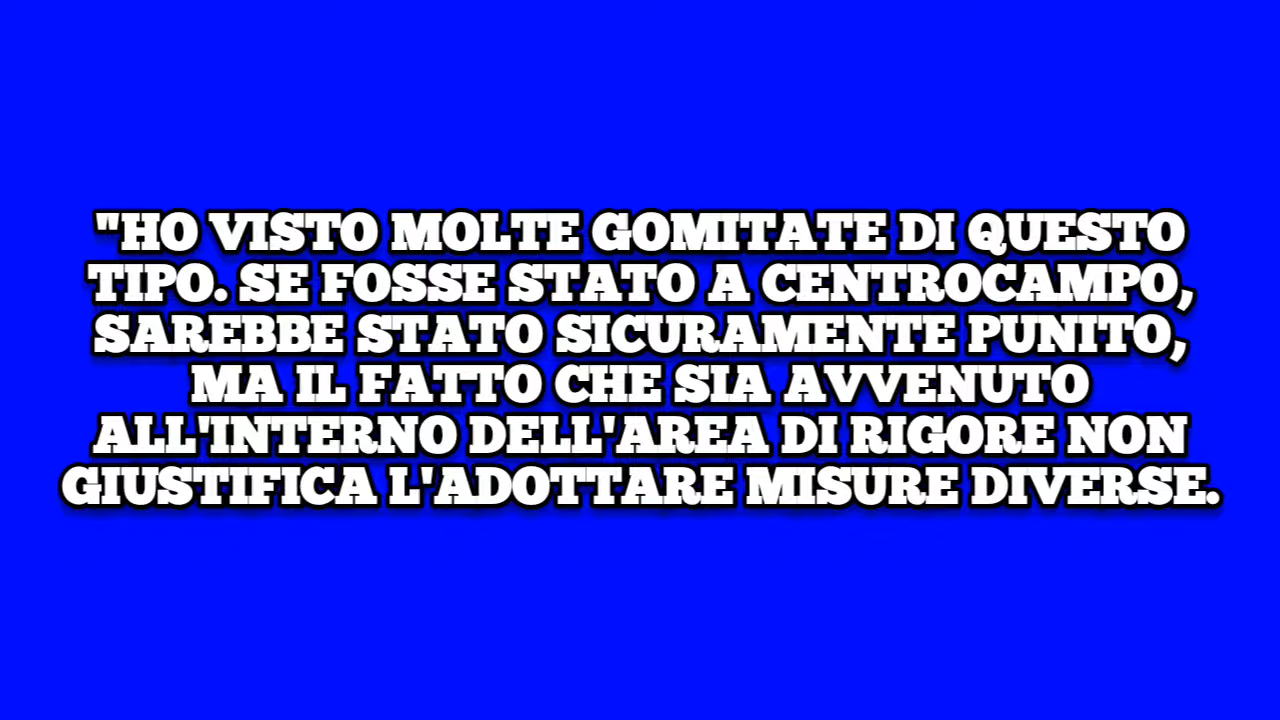 "HO VISTO MOLTE GOMITATE DI QUESTO
TIPO. SE FOSSE STATO A CENTROCAMPO,
SAREBBE STATO SICURAMENTE PUNITO,
MA IL FATTO CHE SIA AVVENUTO
ALL'INTERNO DELL'AREA DI RIGORE NON
GIUSTIFICA L'ADOTTARE MISURE DIVERSE.